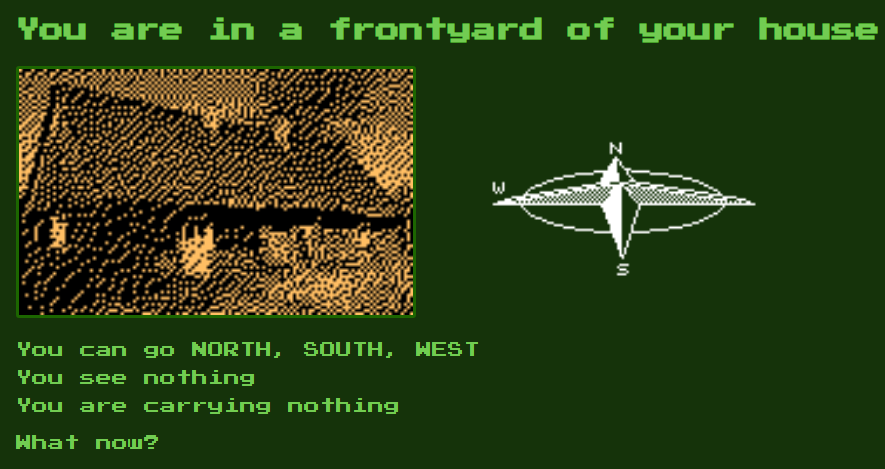 You are in a frontyard of your house
N
W
S
You can go NORTH, SOUTH, WEST
You see nothing
You are carrying nothing
What now?